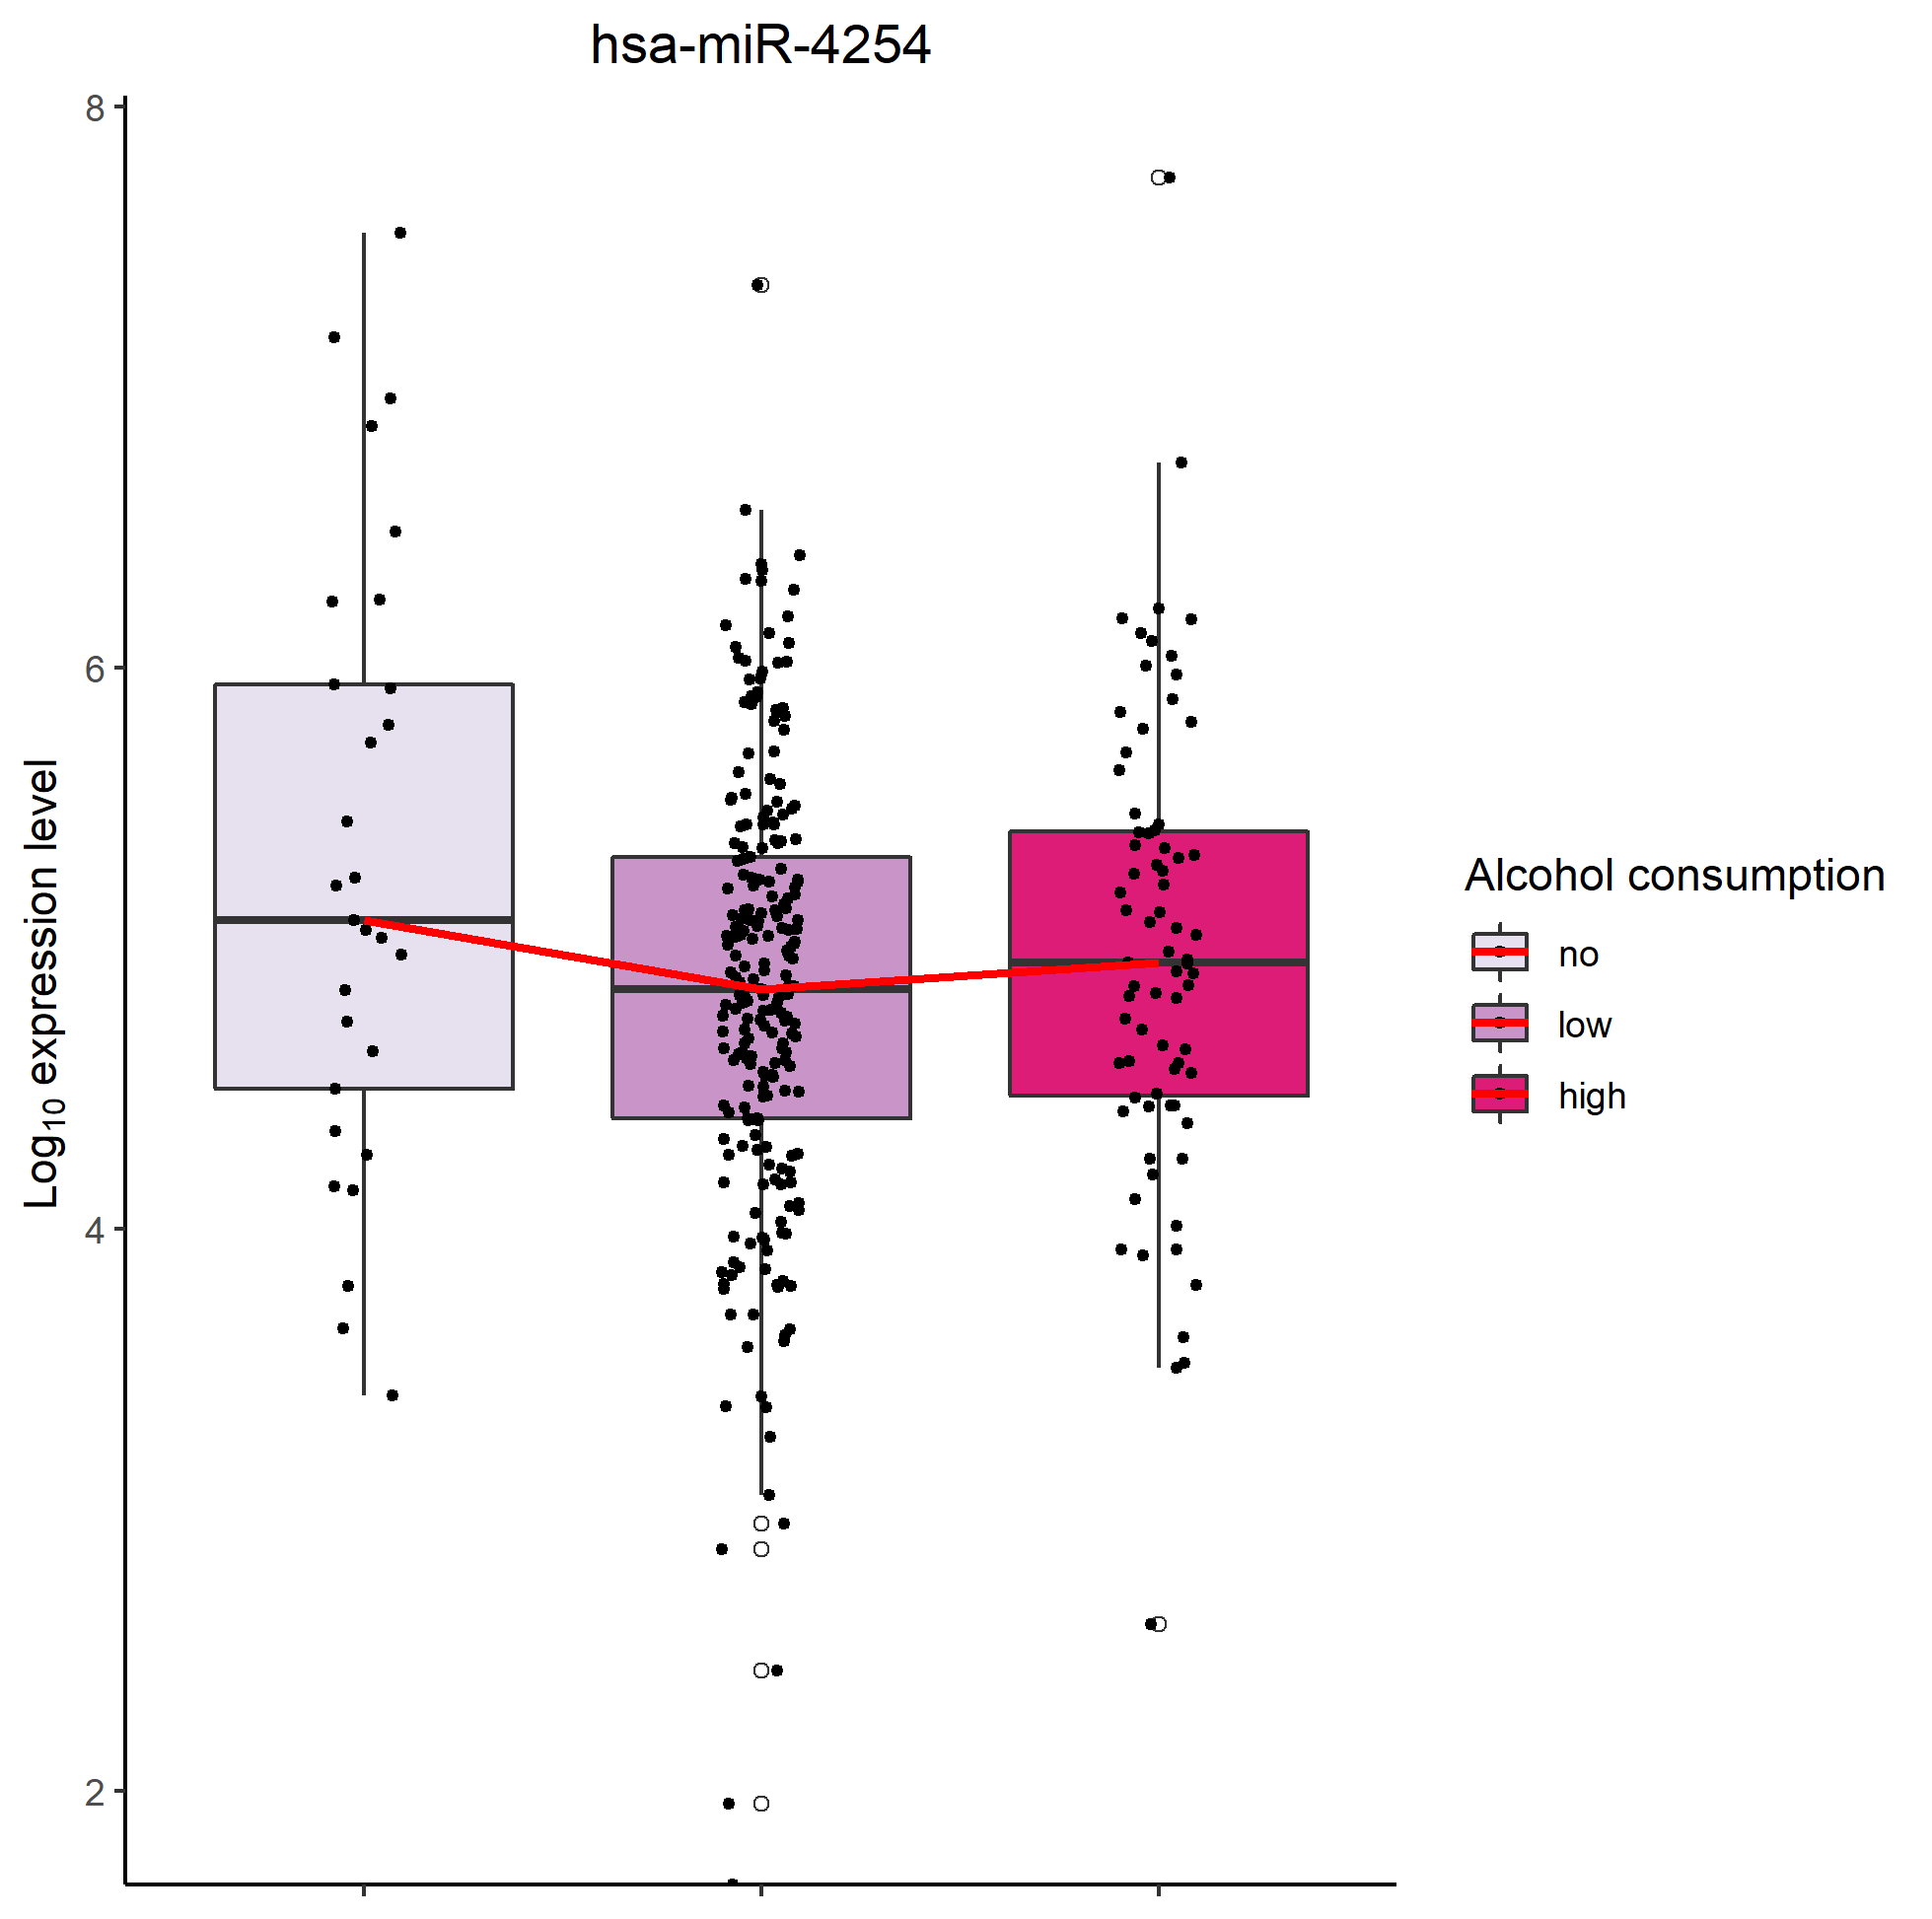 hsa-miR-4254
8
6
4
2
Log₁₀ expression level
Alcohol consumption
no
low
high